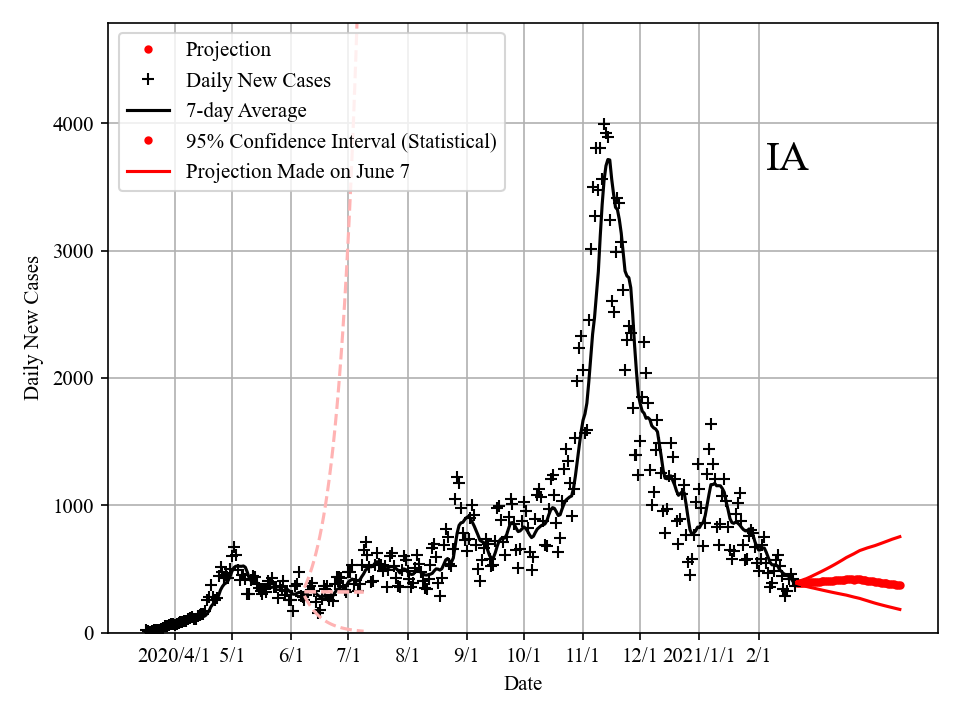 Projection
Daily New Cases
7-day Average
95% Confidence Interval (Statistical)
Projection Made on June 7
IA
Daily New Cases
4000
3000
2000
1000
0
2020/4/1 5/1 6/1 7/1 8/1 9/1 10/1 11/1 12/1 2021/1/1 2/1
Date